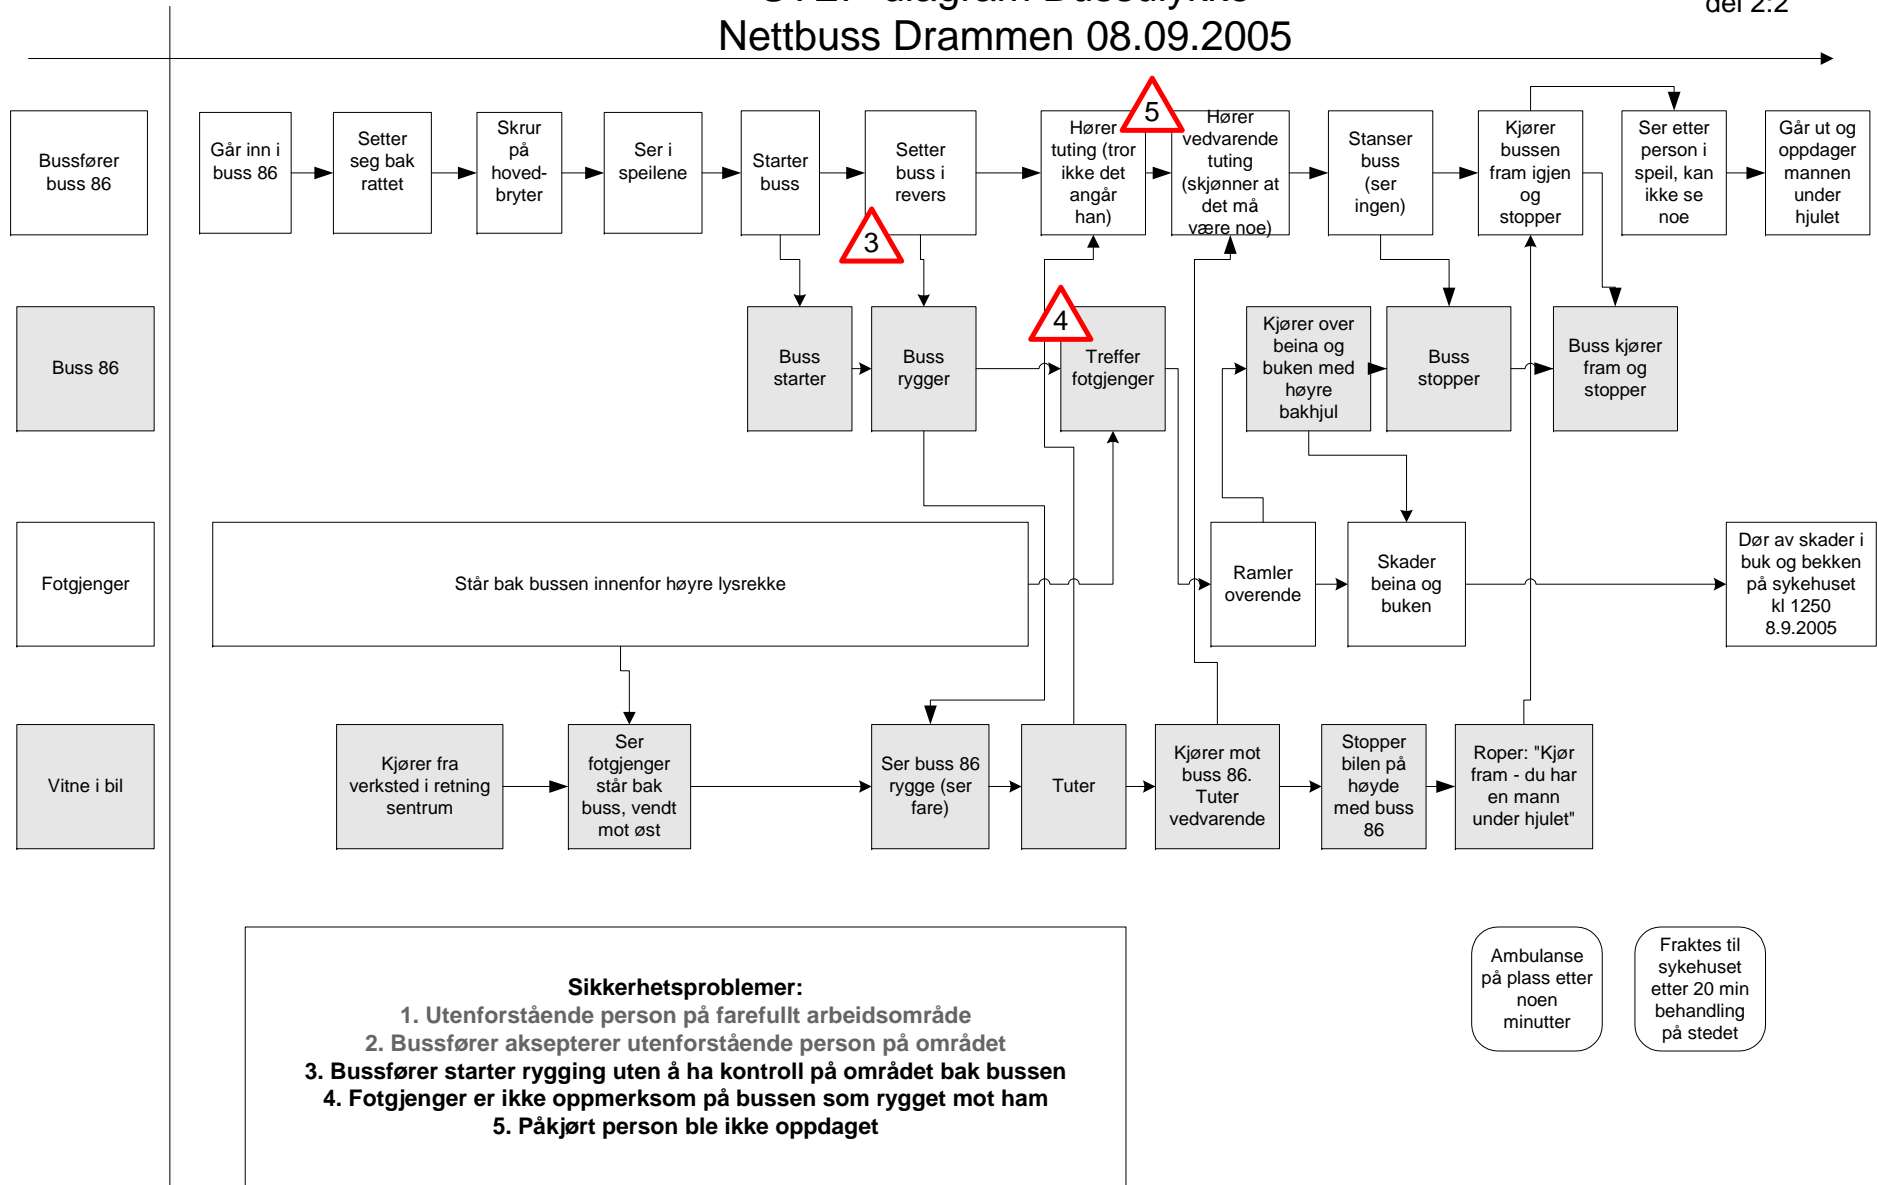 STEP-diagram Bussulykke
del 2:2
Nettbuss Drammen 08.09.2005
Bussfører
buss 86
Går inn i
buss 86
Setter
seg bak
rattet
Skrur
på
hoved-
bryter
Ser i
speilene
Starter
buss
Setter
buss i
revers
3
Hører
tuting (tror
ikke det
angår
han)
5
Hører
vedvarende
tuting
(skjønner at
det må
være noe)
Stanser
buss
(ser
ingen)
Kjører
bussen
fram igjen
og
stopper
Ser etter
person i
speil, kan
ikke se
noe
Går ut og
oppdager
mannen
under
hjulet
Buss 86
Buss
starter
Buss
rygger
4
Treffer
fotgjenger
Kjører over
beina og
buken med
høyre
bakhjul
Buss
stopper
Buss kjører
fram og
stopper
Fotgjenger
Står bak bussen innenfor høyre lysrekke
Ramler
overende
Skader
beina og
buken
Dør av skader i
buk og bekken
på sykehuset
kl 1250
8.9.2005
Vitne i bil
Kjører fra
verksted i retning
sentrum
Ser
fotgjenger
står bak
buss, vendt
mot øst
Ser buss 86
rygge (ser
fare)
Tuter
Kjører mot
buss 86.
Tuter
vedvarende
Stopper
bilen på
høyde
med buss
86
Roper: "Kjør
fram - du har
en mann
under hjulet"
Sikkerhetsproblemer:
1. Utenforstående person på farefullt arbeidsområde
2. Bussfører aksepterer utenforstående person på området
3. Bussfører starter rygging uten å ha kontroll på området bak bussen
4. Fotgjenger er ikke oppmerksom på bussen som rygget mot ham
5. Påkjørt person ble ikke oppdaget
Ambulanse
på plass etter
noen
minutter
Fraktes til
sykehuset
etter 20 min
behandling
på stedet